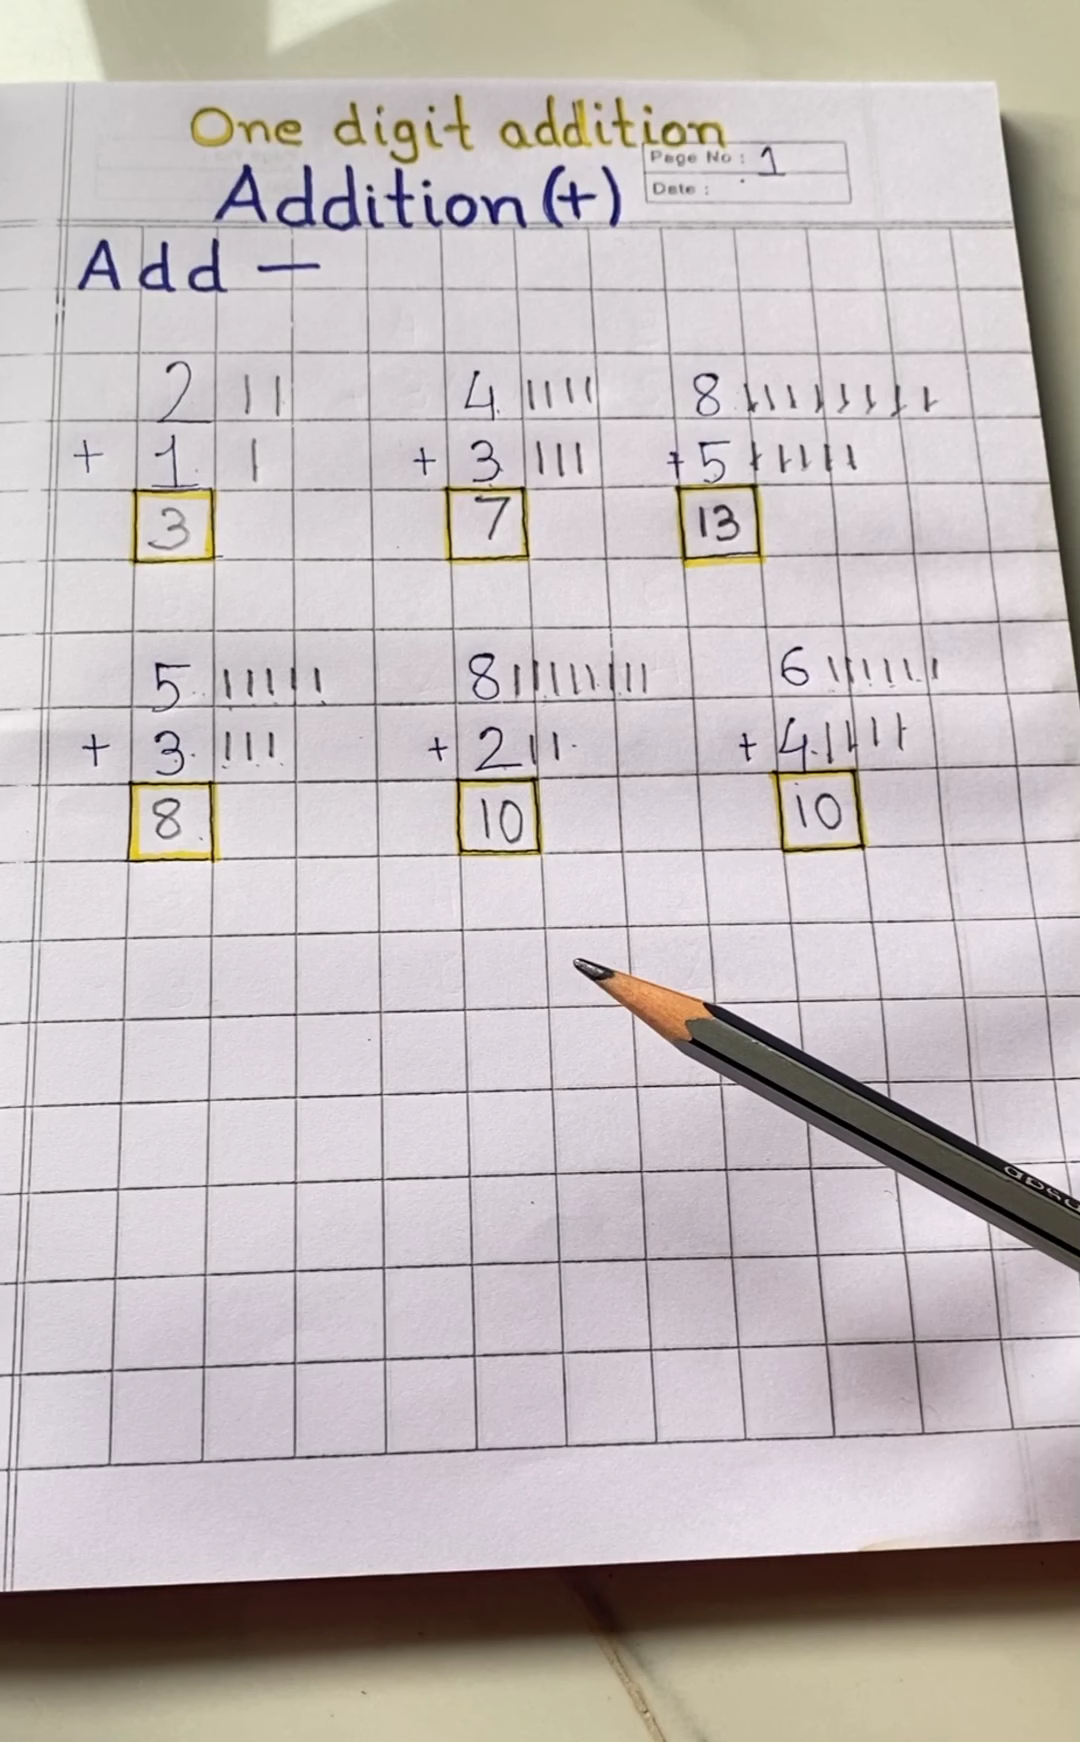 One digit addition
Page No : 1
Date :
Addition (+)
Add —
2 4 8
+ 1 + 3 + 5
3 7 13
5 8 6
+ 3 + 2 + 4
8 10 10
apsa